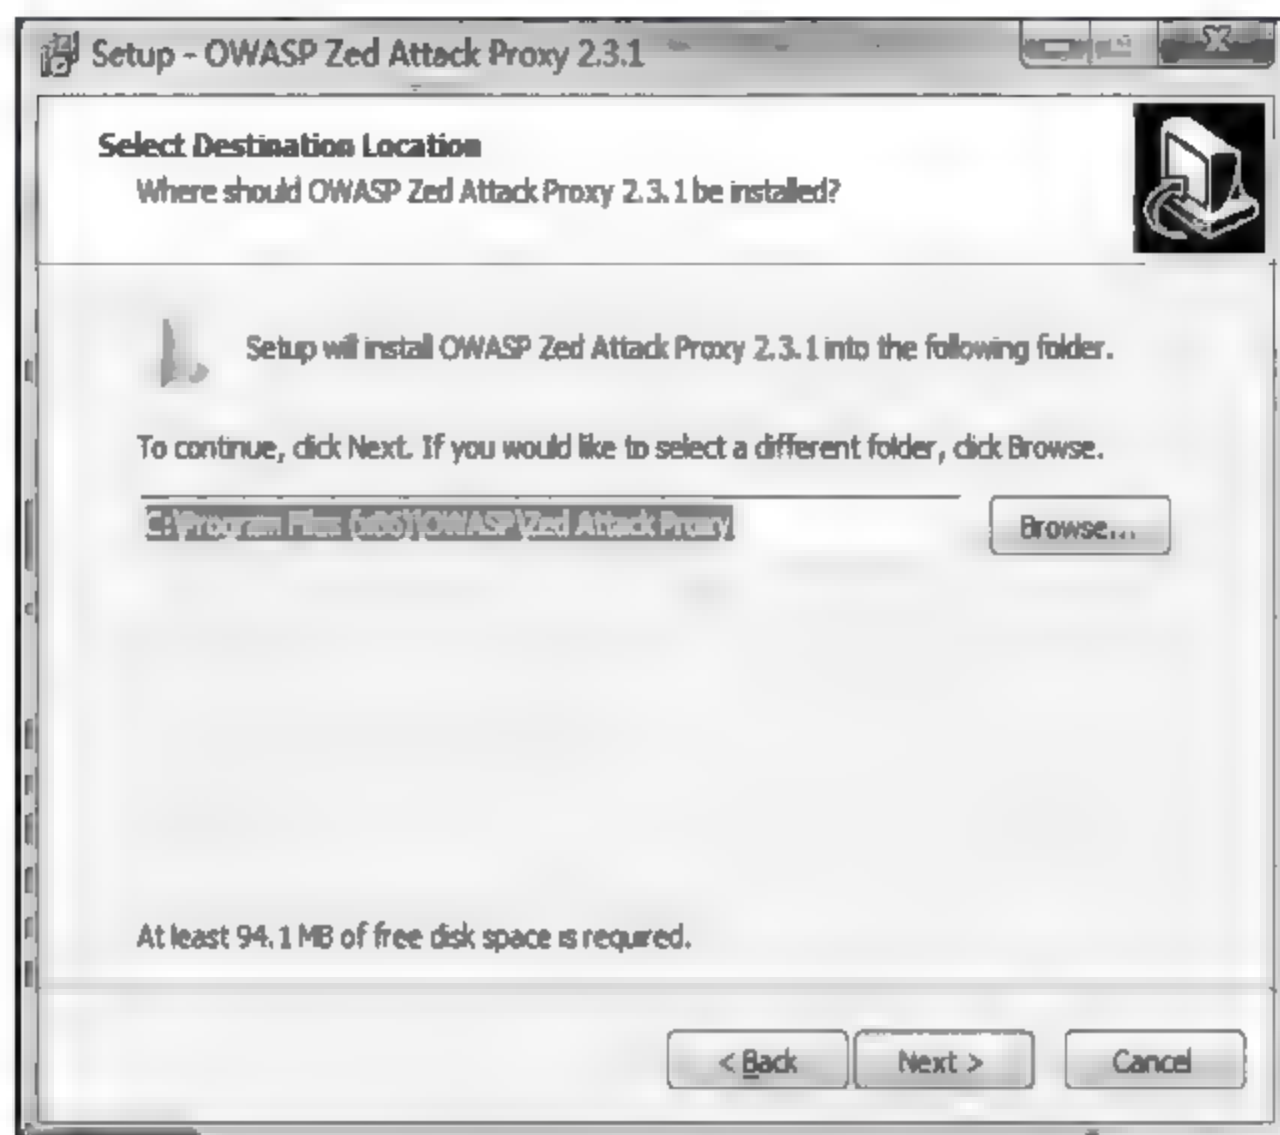 Setup - OWASP Zed Attack Proxy 2.3.1
Select Destination Location
Where should OWASP Zed Attack Proxy 2.3.1 be installed?
Setup will install OWASP Zed Attack Proxy 2.3.1 into the following folder.
To continue, click Next. If you would like to select a different folder, click Browse.
C:\Program Files (x86)\OWASP\Zed Attack Proxy
Browse...
At least 94.1 MB of free disk space is required.
< Back
Next >
Cancel